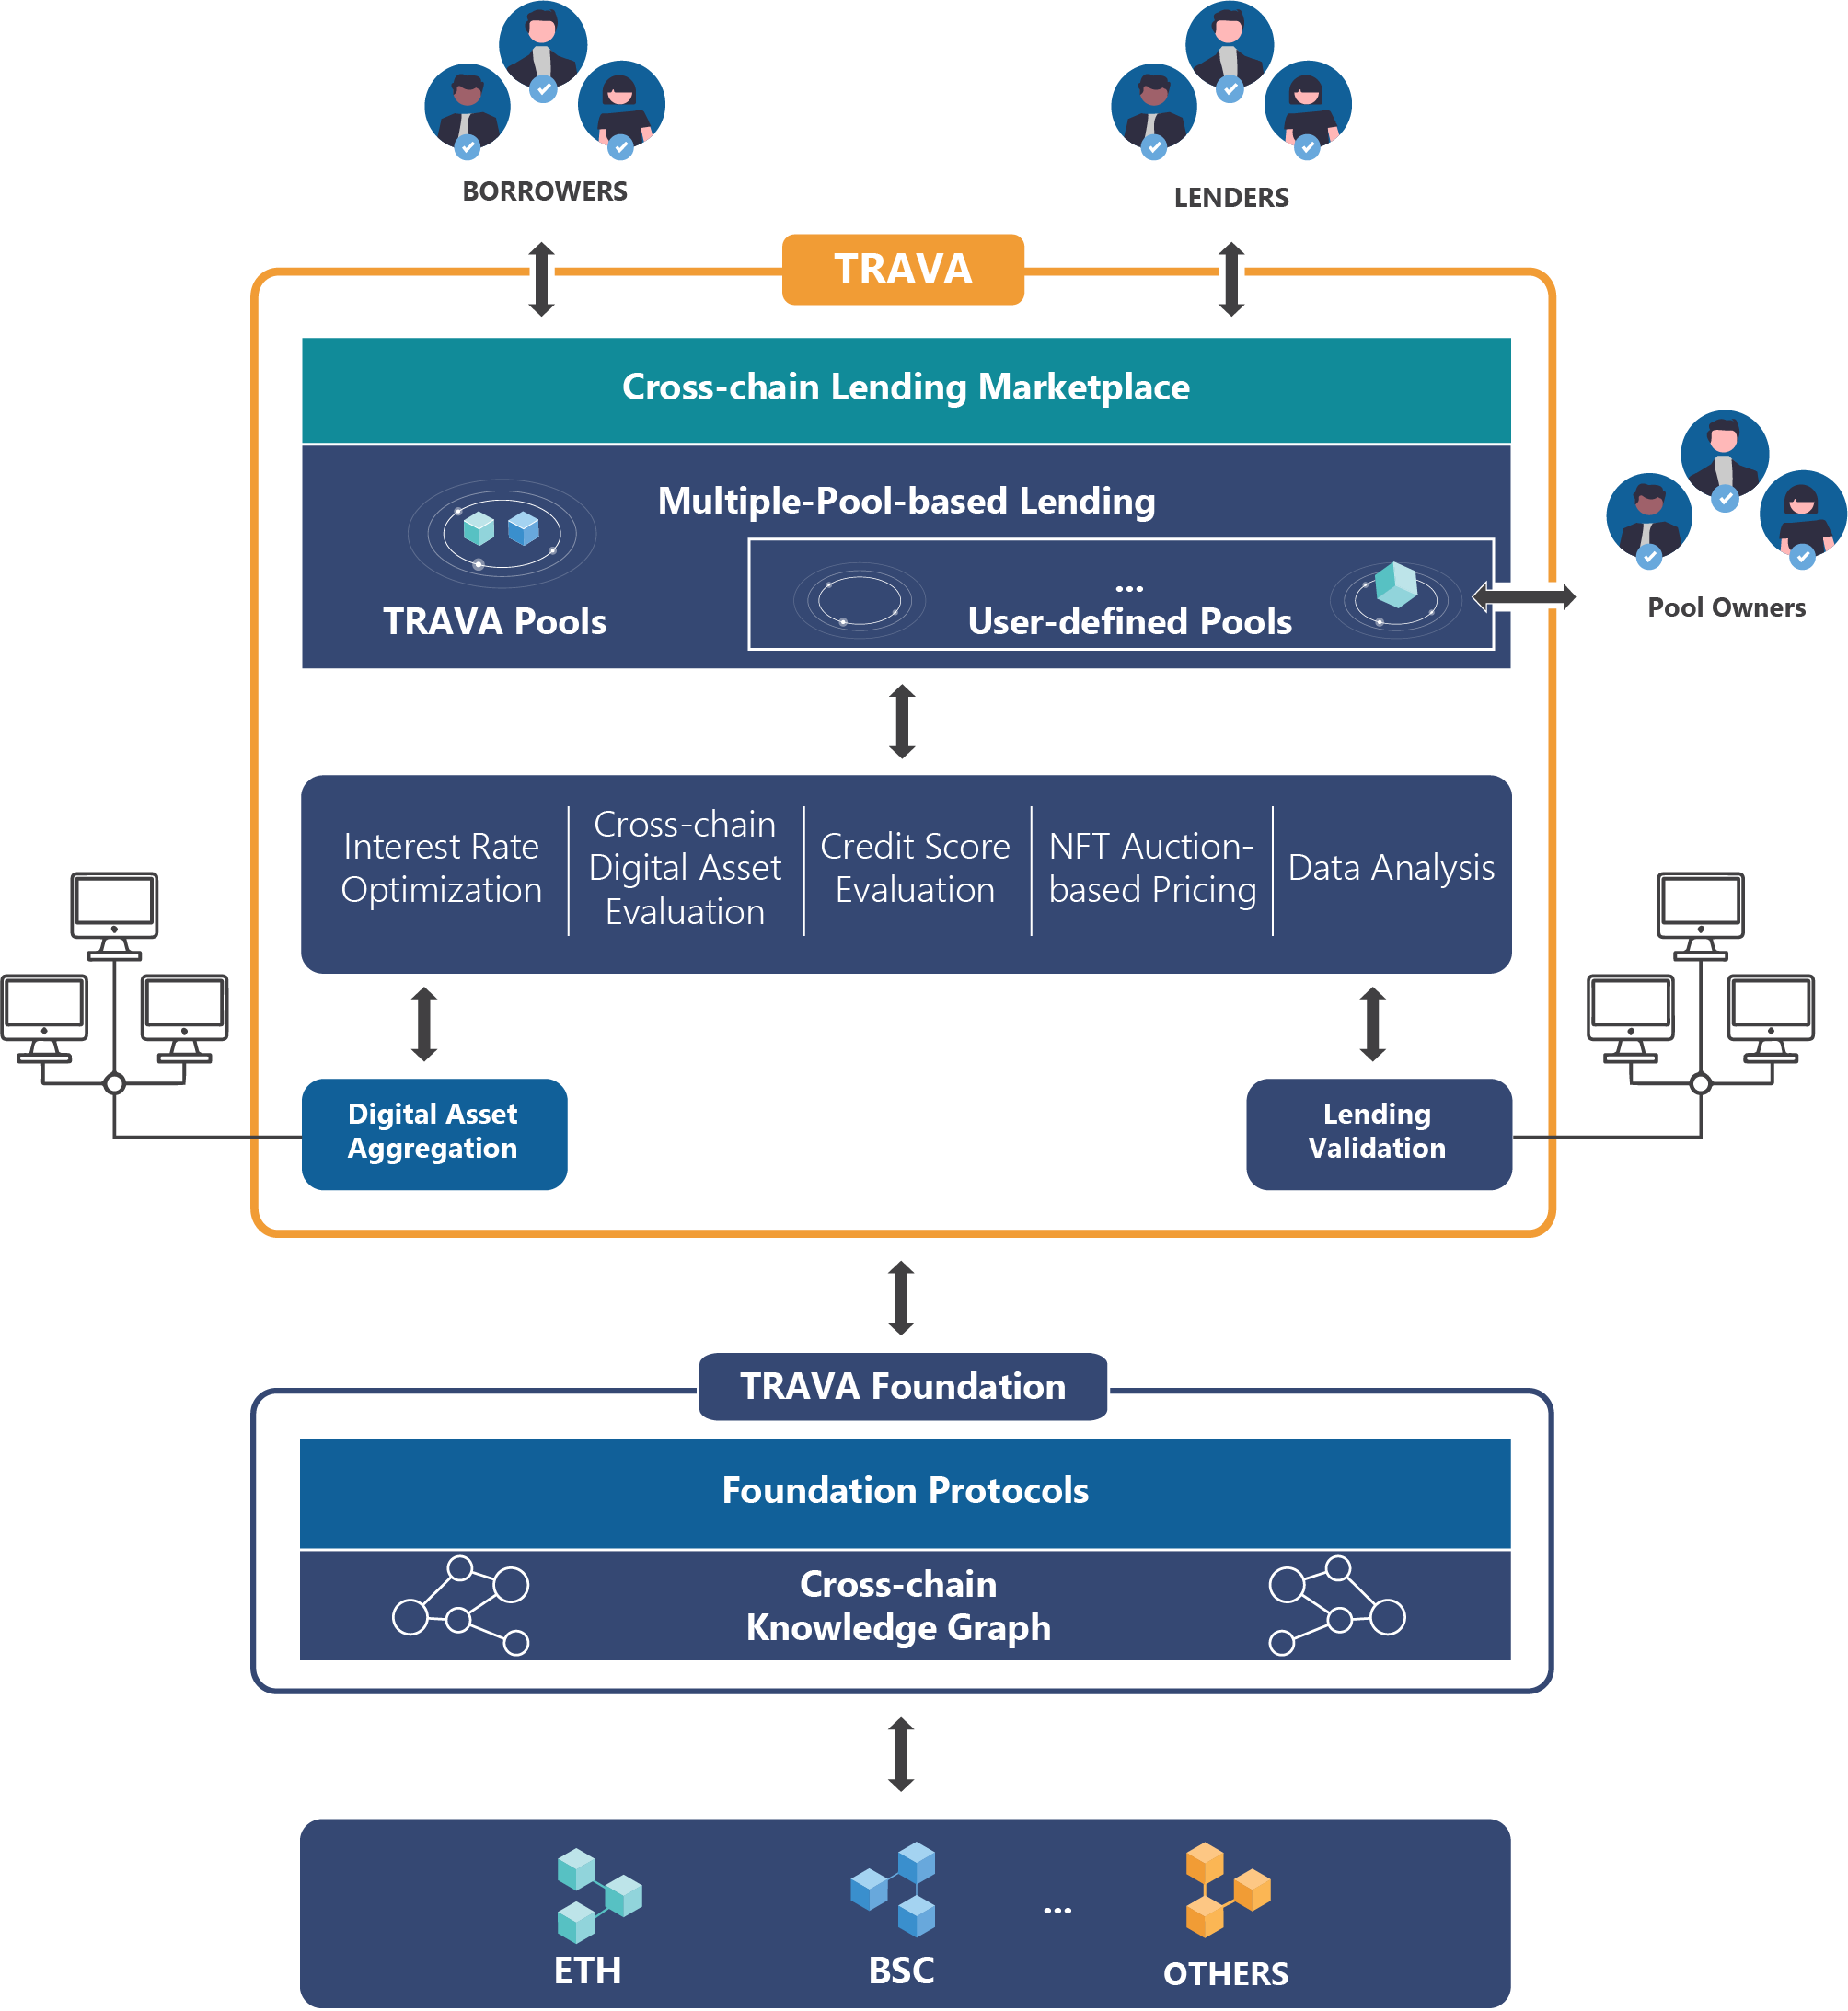 BORROWERS
LENDERS
TRAVA
Cross-chain Lending Marketplace
Multiple-Pool-based Lending
TRAVA Pools
...
User-defined Pools
Pool Owners
Interest Rate
Optimization
Cross-chain
Digital Asset
Evaluation
Credit Score
Evaluation
NFT Auction-
based Pricing
Data Analysis
Digital Asset
Aggregation
Lending
Validation
TRAVA Foundation
Foundation Protocols
Cross-chain
Knowledge Graph
ETH
BSC
...
OTHERS